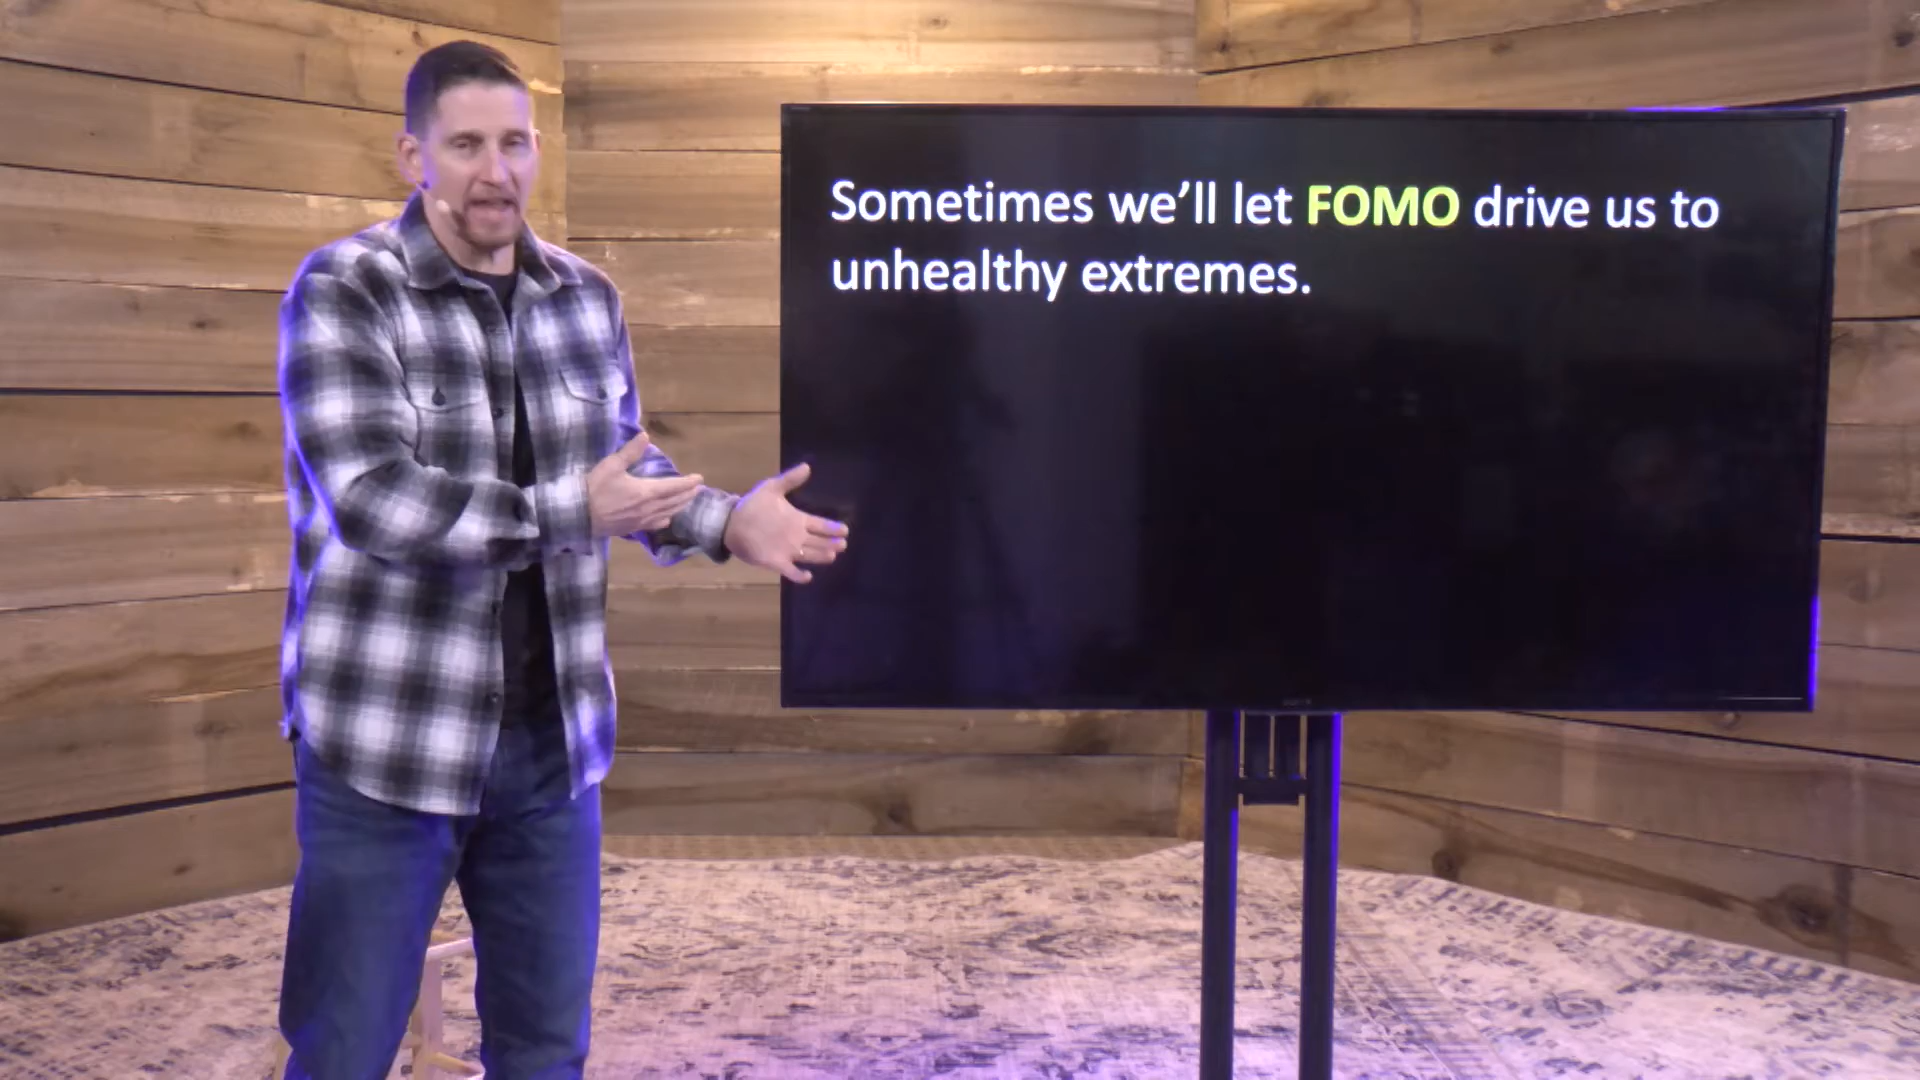 Sometimes we’ll let FOMO drive us to
unhealthy extremes.